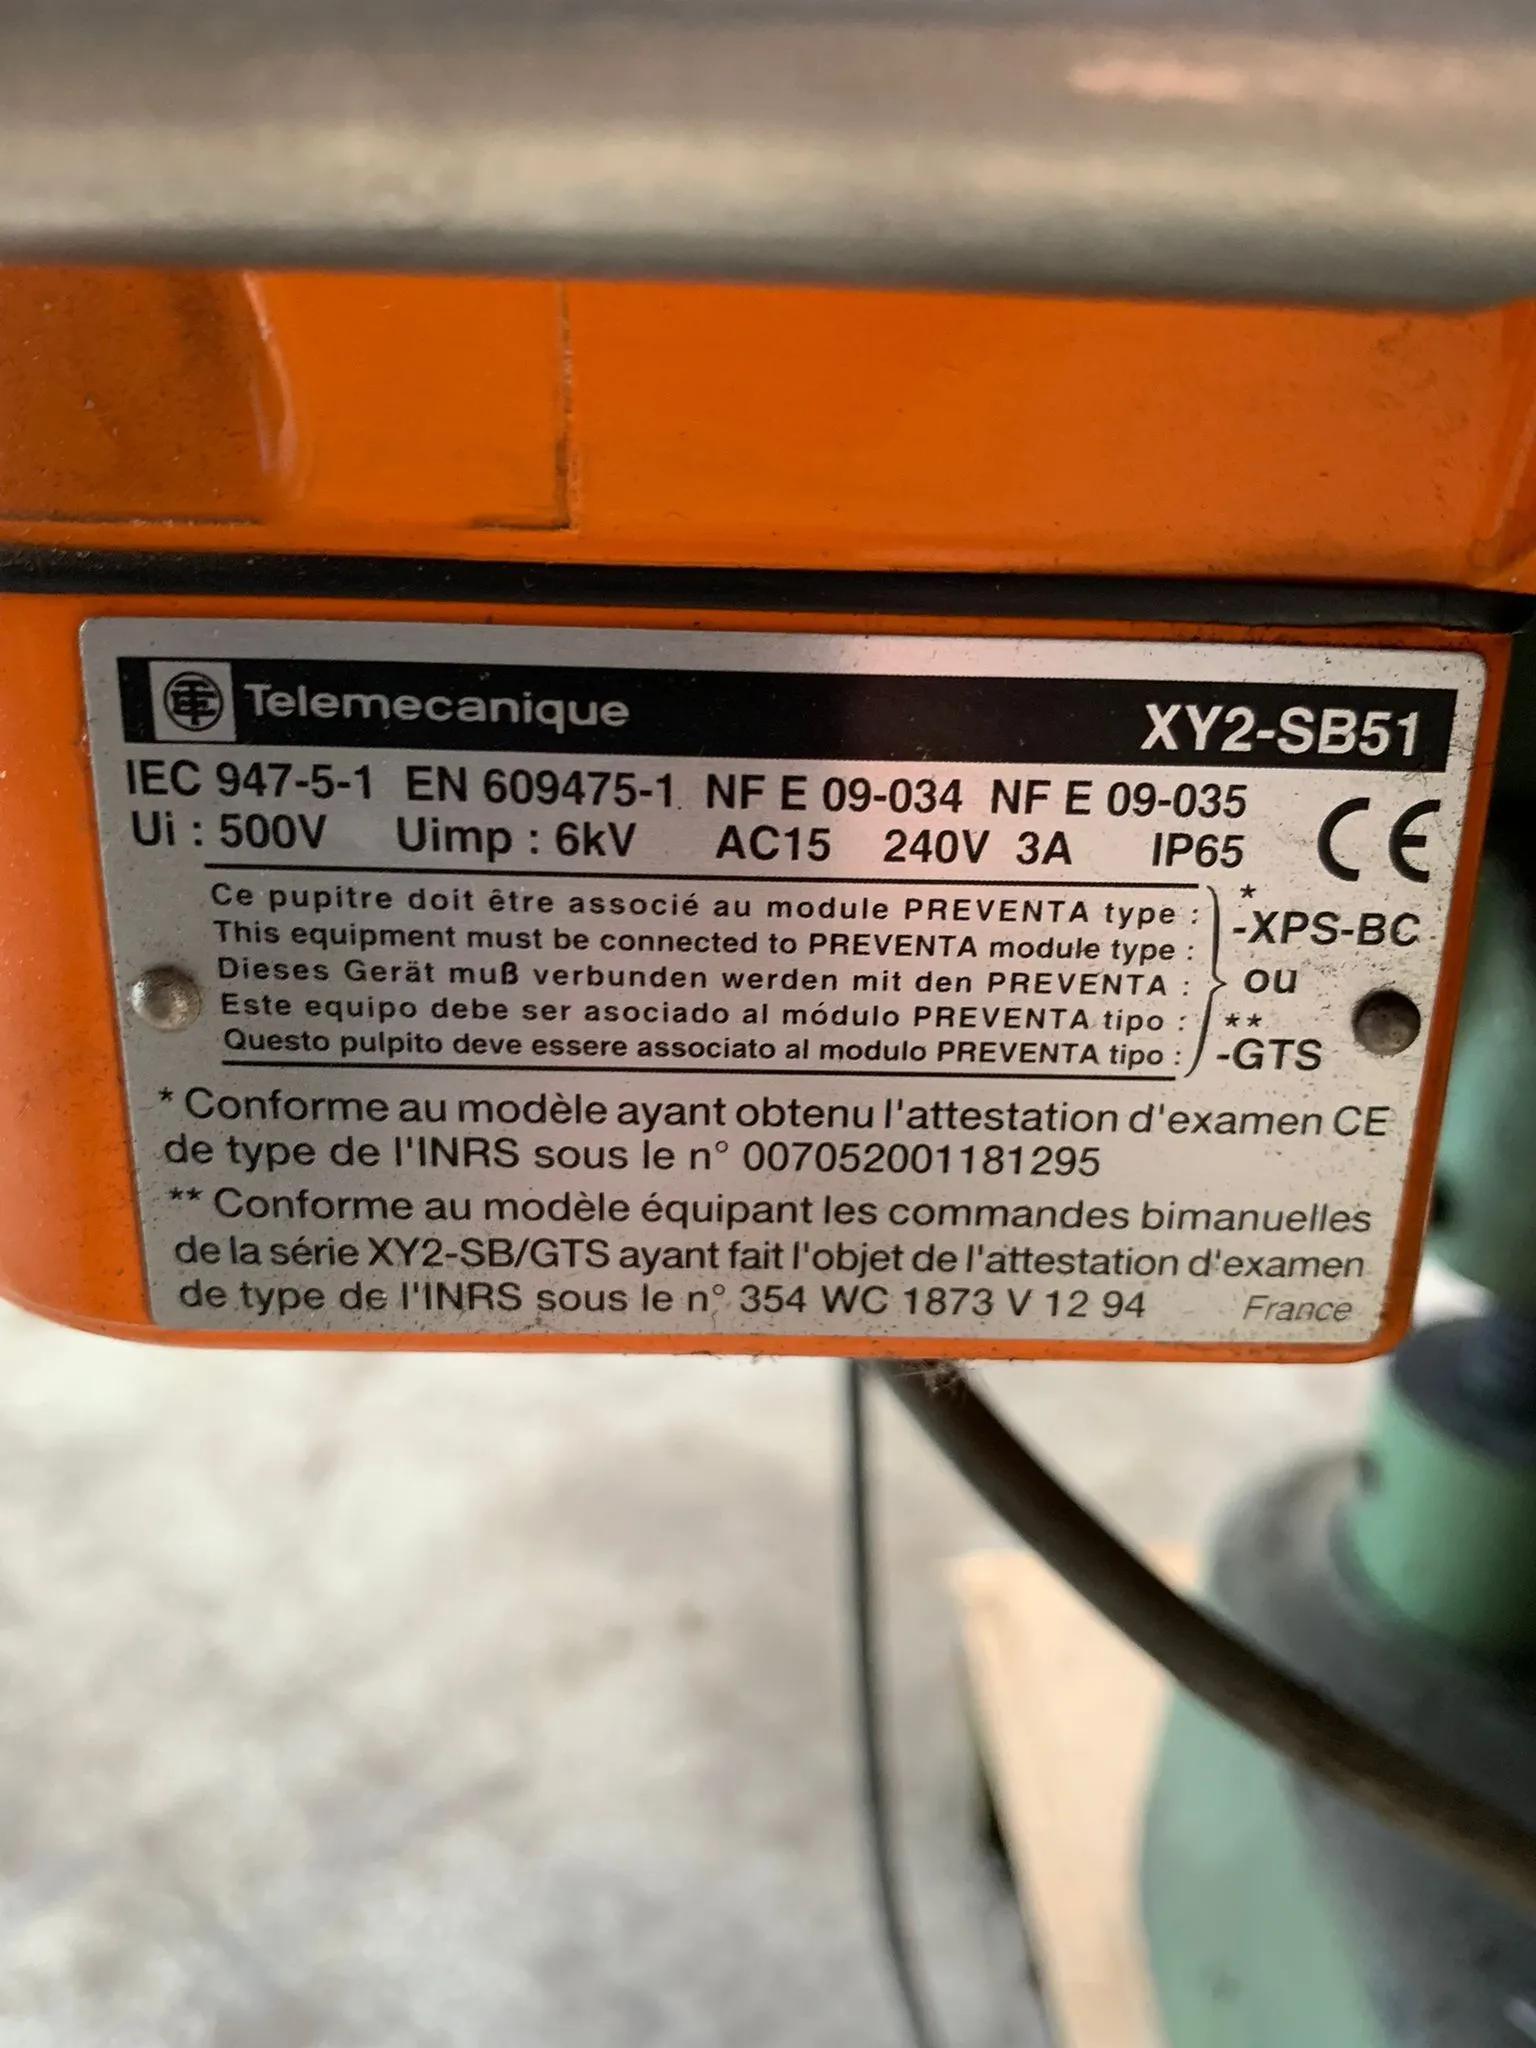 Telemecanique XY2-SB51
IEC 947-5-1 EN 609475-1 NF E 09-034 NF E 09-035
Ui : 500V Uimp : 6kV AC15 240V 3A IP65 CE
Ce pupitre doit être associé au module PREVENTA type : *
This equipment must be connected to PREVENTA module type : -XPS-BC
Dieses Gerät muß verbunden werden mit den PREVENTA : ou
Este equipo debe ser asociado al módulo PREVENTA tipo : **
Questo pulpito deve essere associato al modulo PREVENTA tipo : -GTS
* Conforme au modèle ayant obtenu l'attestation d'examen CE
de type de l'INRS sous le n° 007052001181295
** Conforme au modèle équipant les commandes bimanuelles
de la série XY2-SB/GTS ayant fait l'objet de l'attestation d'examen
de type de l'INRS sous le n° 354 WC 1873 V 12 94 France